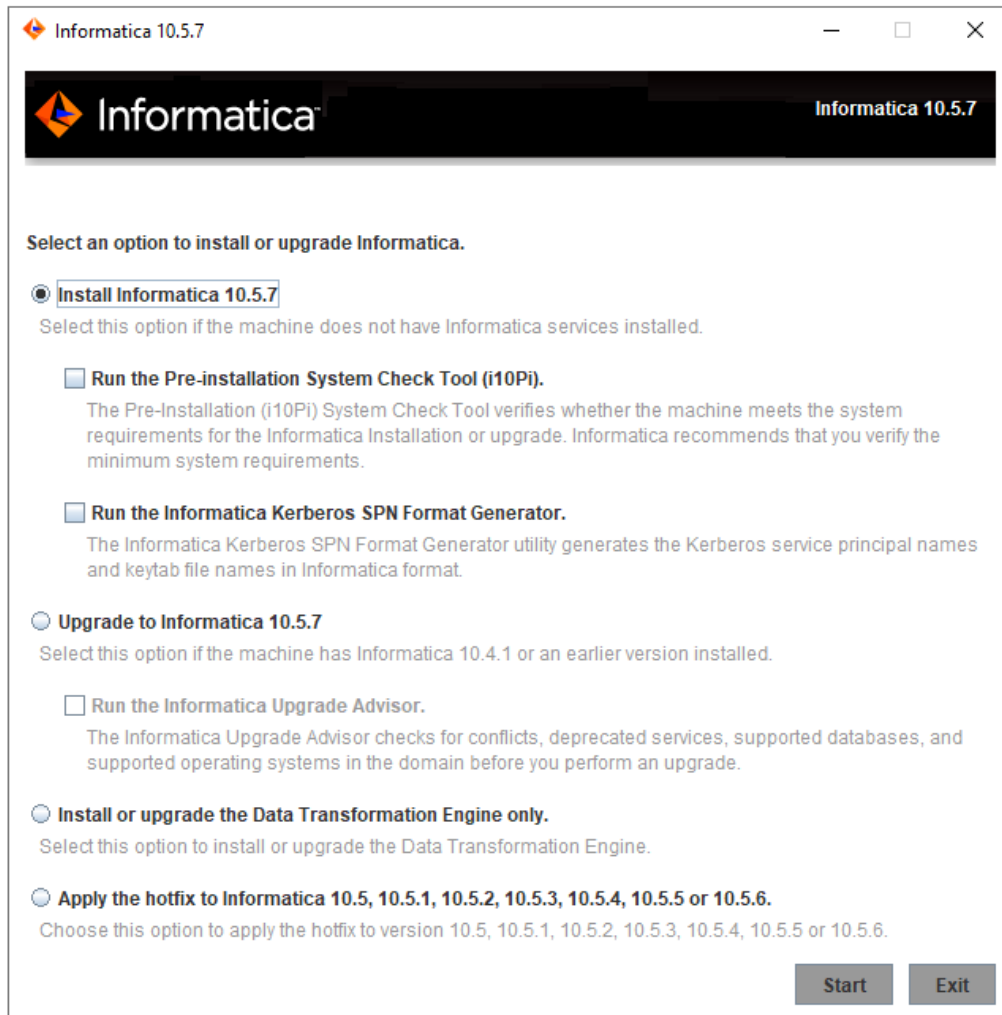 Informatica 10.5.7
Informatica
Informatica 10.5.7
Select an option to install or upgrade Informatica.
Install Informatica 10.5.7
Select this option if the machine does not have Informatica services installed.
Run the Pre-installation System Check Tool (i10Pi).
The Pre-Installation (i10Pi) System Check Tool verifies whether the machine meets the system
requirements for the Informatica Installation or upgrade. Informatica recommends that you verify the
minimum system requirements.
Run the Informatica Kerberos SPN Format Generator.
The Informatica Kerberos SPN Format Generator utility generates the Kerberos service principal names
and keytab file names in Informatica format.
Upgrade to Informatica 10.5.7
Select this option if the machine has Informatica 10.4.1 or an earlier version installed.
Run the Informatica Upgrade Advisor.
The Informatica Upgrade Advisor checks for conflicts, deprecated services, supported databases, and
supported operating systems in the domain before you perform an upgrade.
Install or upgrade the Data Transformation Engine only.
Select this option to install or upgrade the Data Transformation Engine.
Apply the hotfix to Informatica 10.5, 10.5.1, 10.5.2, 10.5.3, 10.5.4, 10.5.5 or 10.5.6.
Choose this option to apply the hotfix to version 10.5, 10.5.1, 10.5.2, 10.5.3, 10.5.4, 10.5.5 or 10.5.6.
Start
Exit